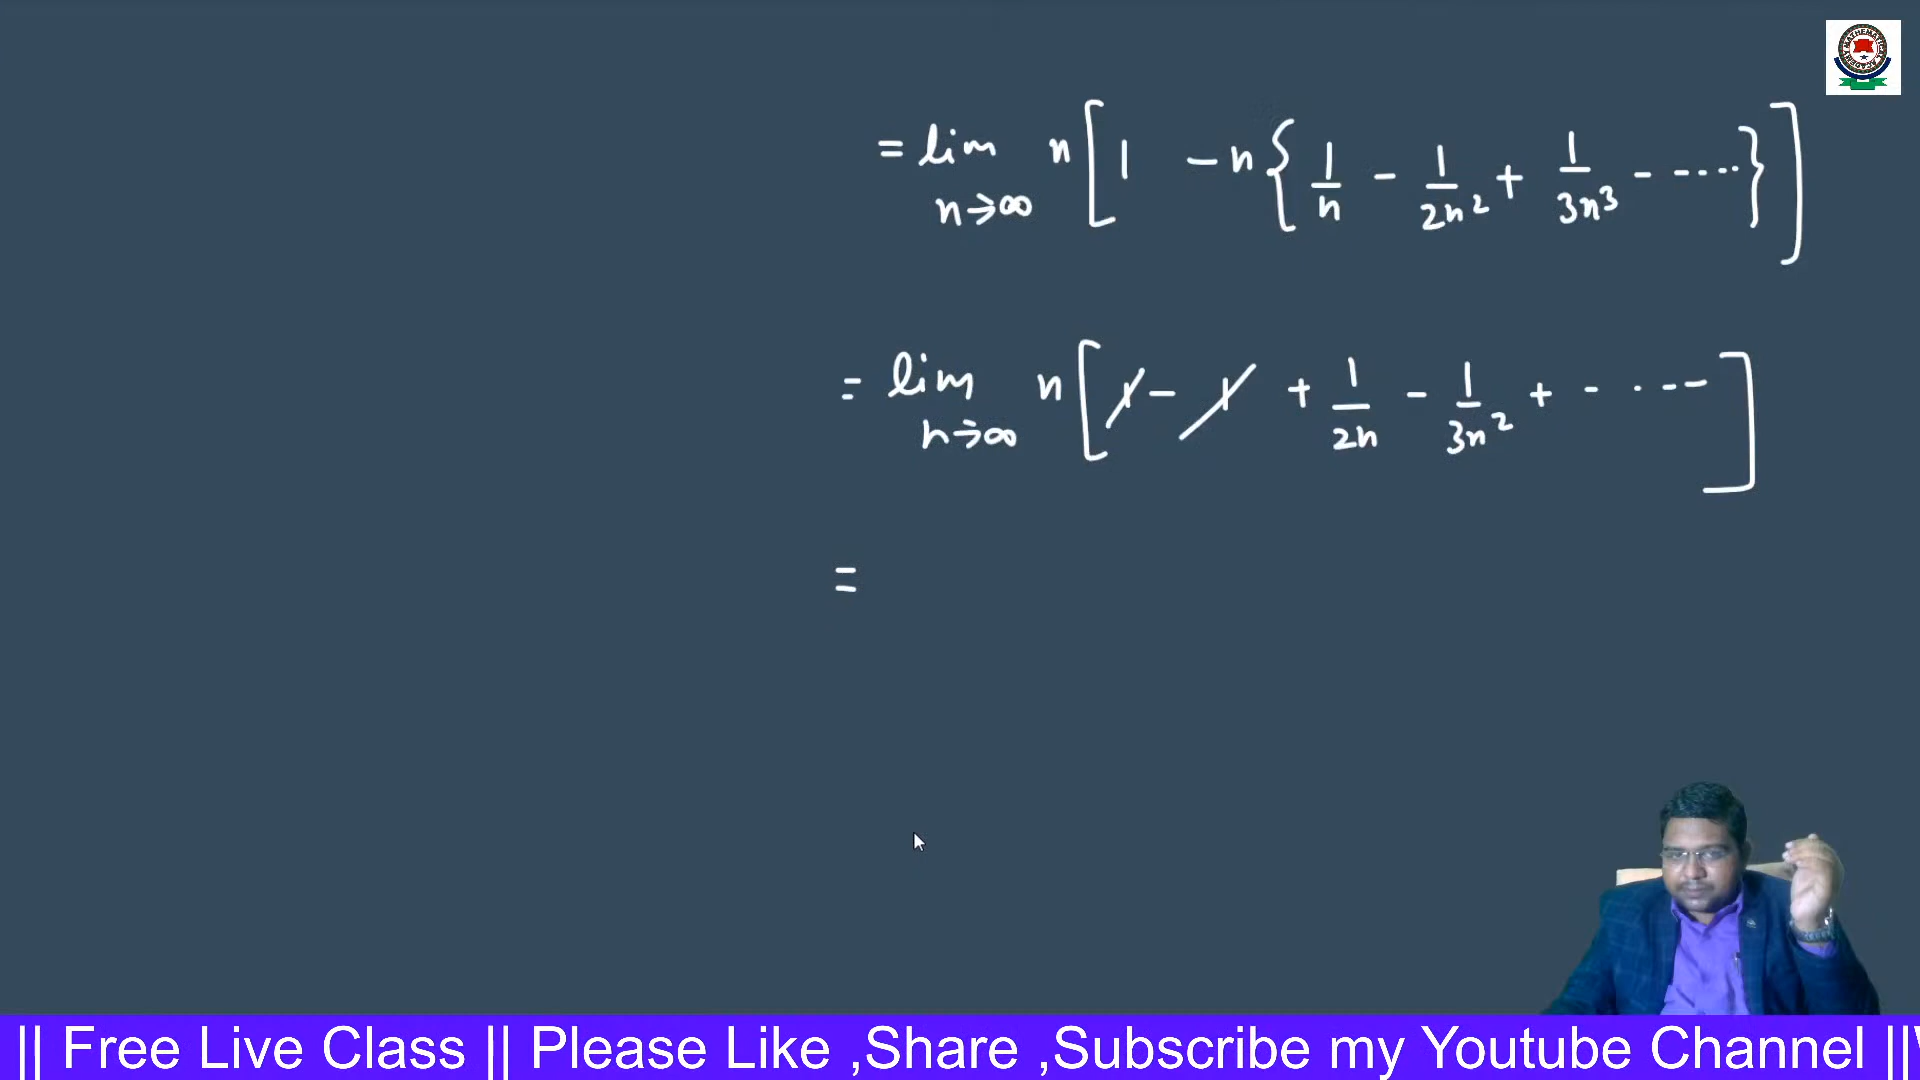 = lim n→∞ n[1 - n{1/n - 1/2n² + 1/3n³ - ----..}]
= lim n→∞ n[1 - 1 + 1/2n - 1/3n² + - . - -]
=
|| Free Live Class || Please Like ,Share ,Subscribe my Youtube Channel ||